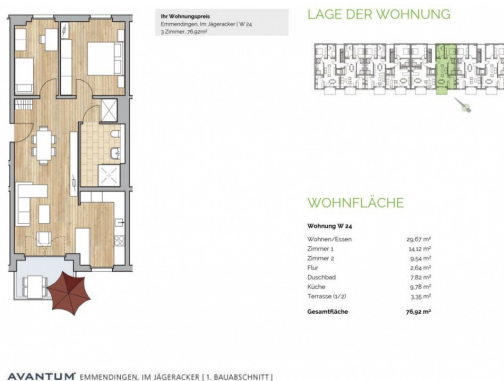 Ihr Wohnungspreis
Emmendingen, Im Jägeracker | W 24
3 Zimmer, 76,92m²
LAGE DER WOHNUNG
WOHNFLÄCHE
Wohnung W 24
Wohnen/Essen 29,67 m²
Zimmer 1 14,12 m²
Zimmer 2 9,54 m²
Flur 2,64 m²
Duschbad 7,82 m²
Küche 9,78 m²
Terrasse (1/2) 3,35 m²
Gesamtfläche 76,92 m²
AVANTUM EMMENDINGEN, IM JÄGERACKER [ 1. BAUABSCHNITT ]